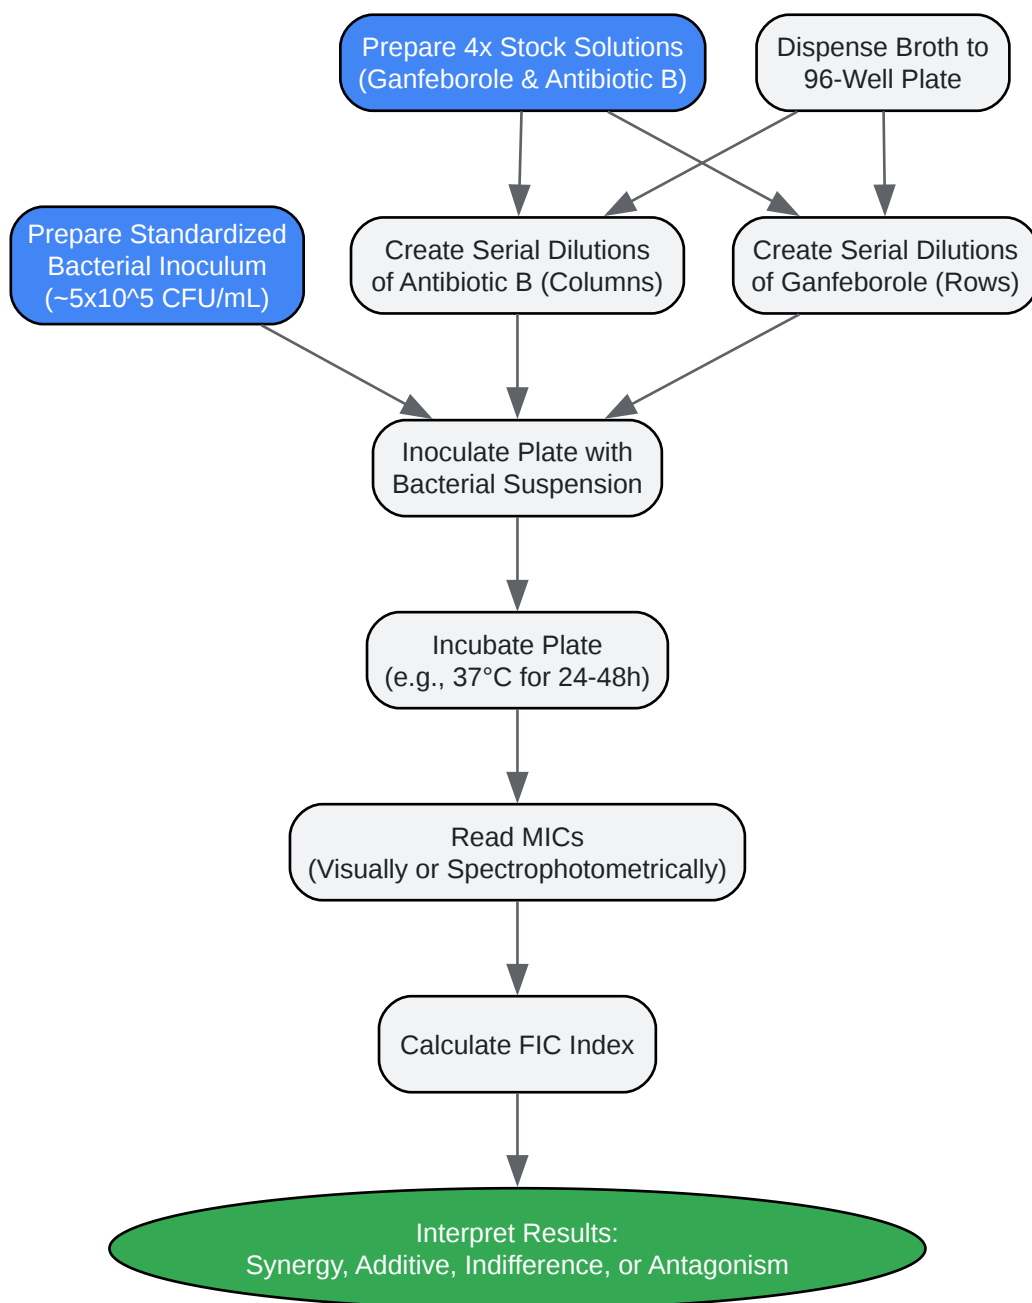 Prepare 4x Stock Solutions
(Ganfeborole & Antibiotic B)
Dispense Broth to
96-Well Plate
Prepare Standardized
Bacterial Inoculum
(~5x10^5 CFU/mL)
Create Serial Dilutions
of Antibiotic B (Columns)
Create Serial Dilutions
of Ganfeborole (Rows)
Inoculate Plate with
Bacterial Suspension
Incubate Plate
(e.g., 37°C for 24-48h)
Read MICs
(Visually or Spectrophotometrically)
Calculate FIC Index
Interpret Results:
Synergy, Additive, Indifference, or Antagonism